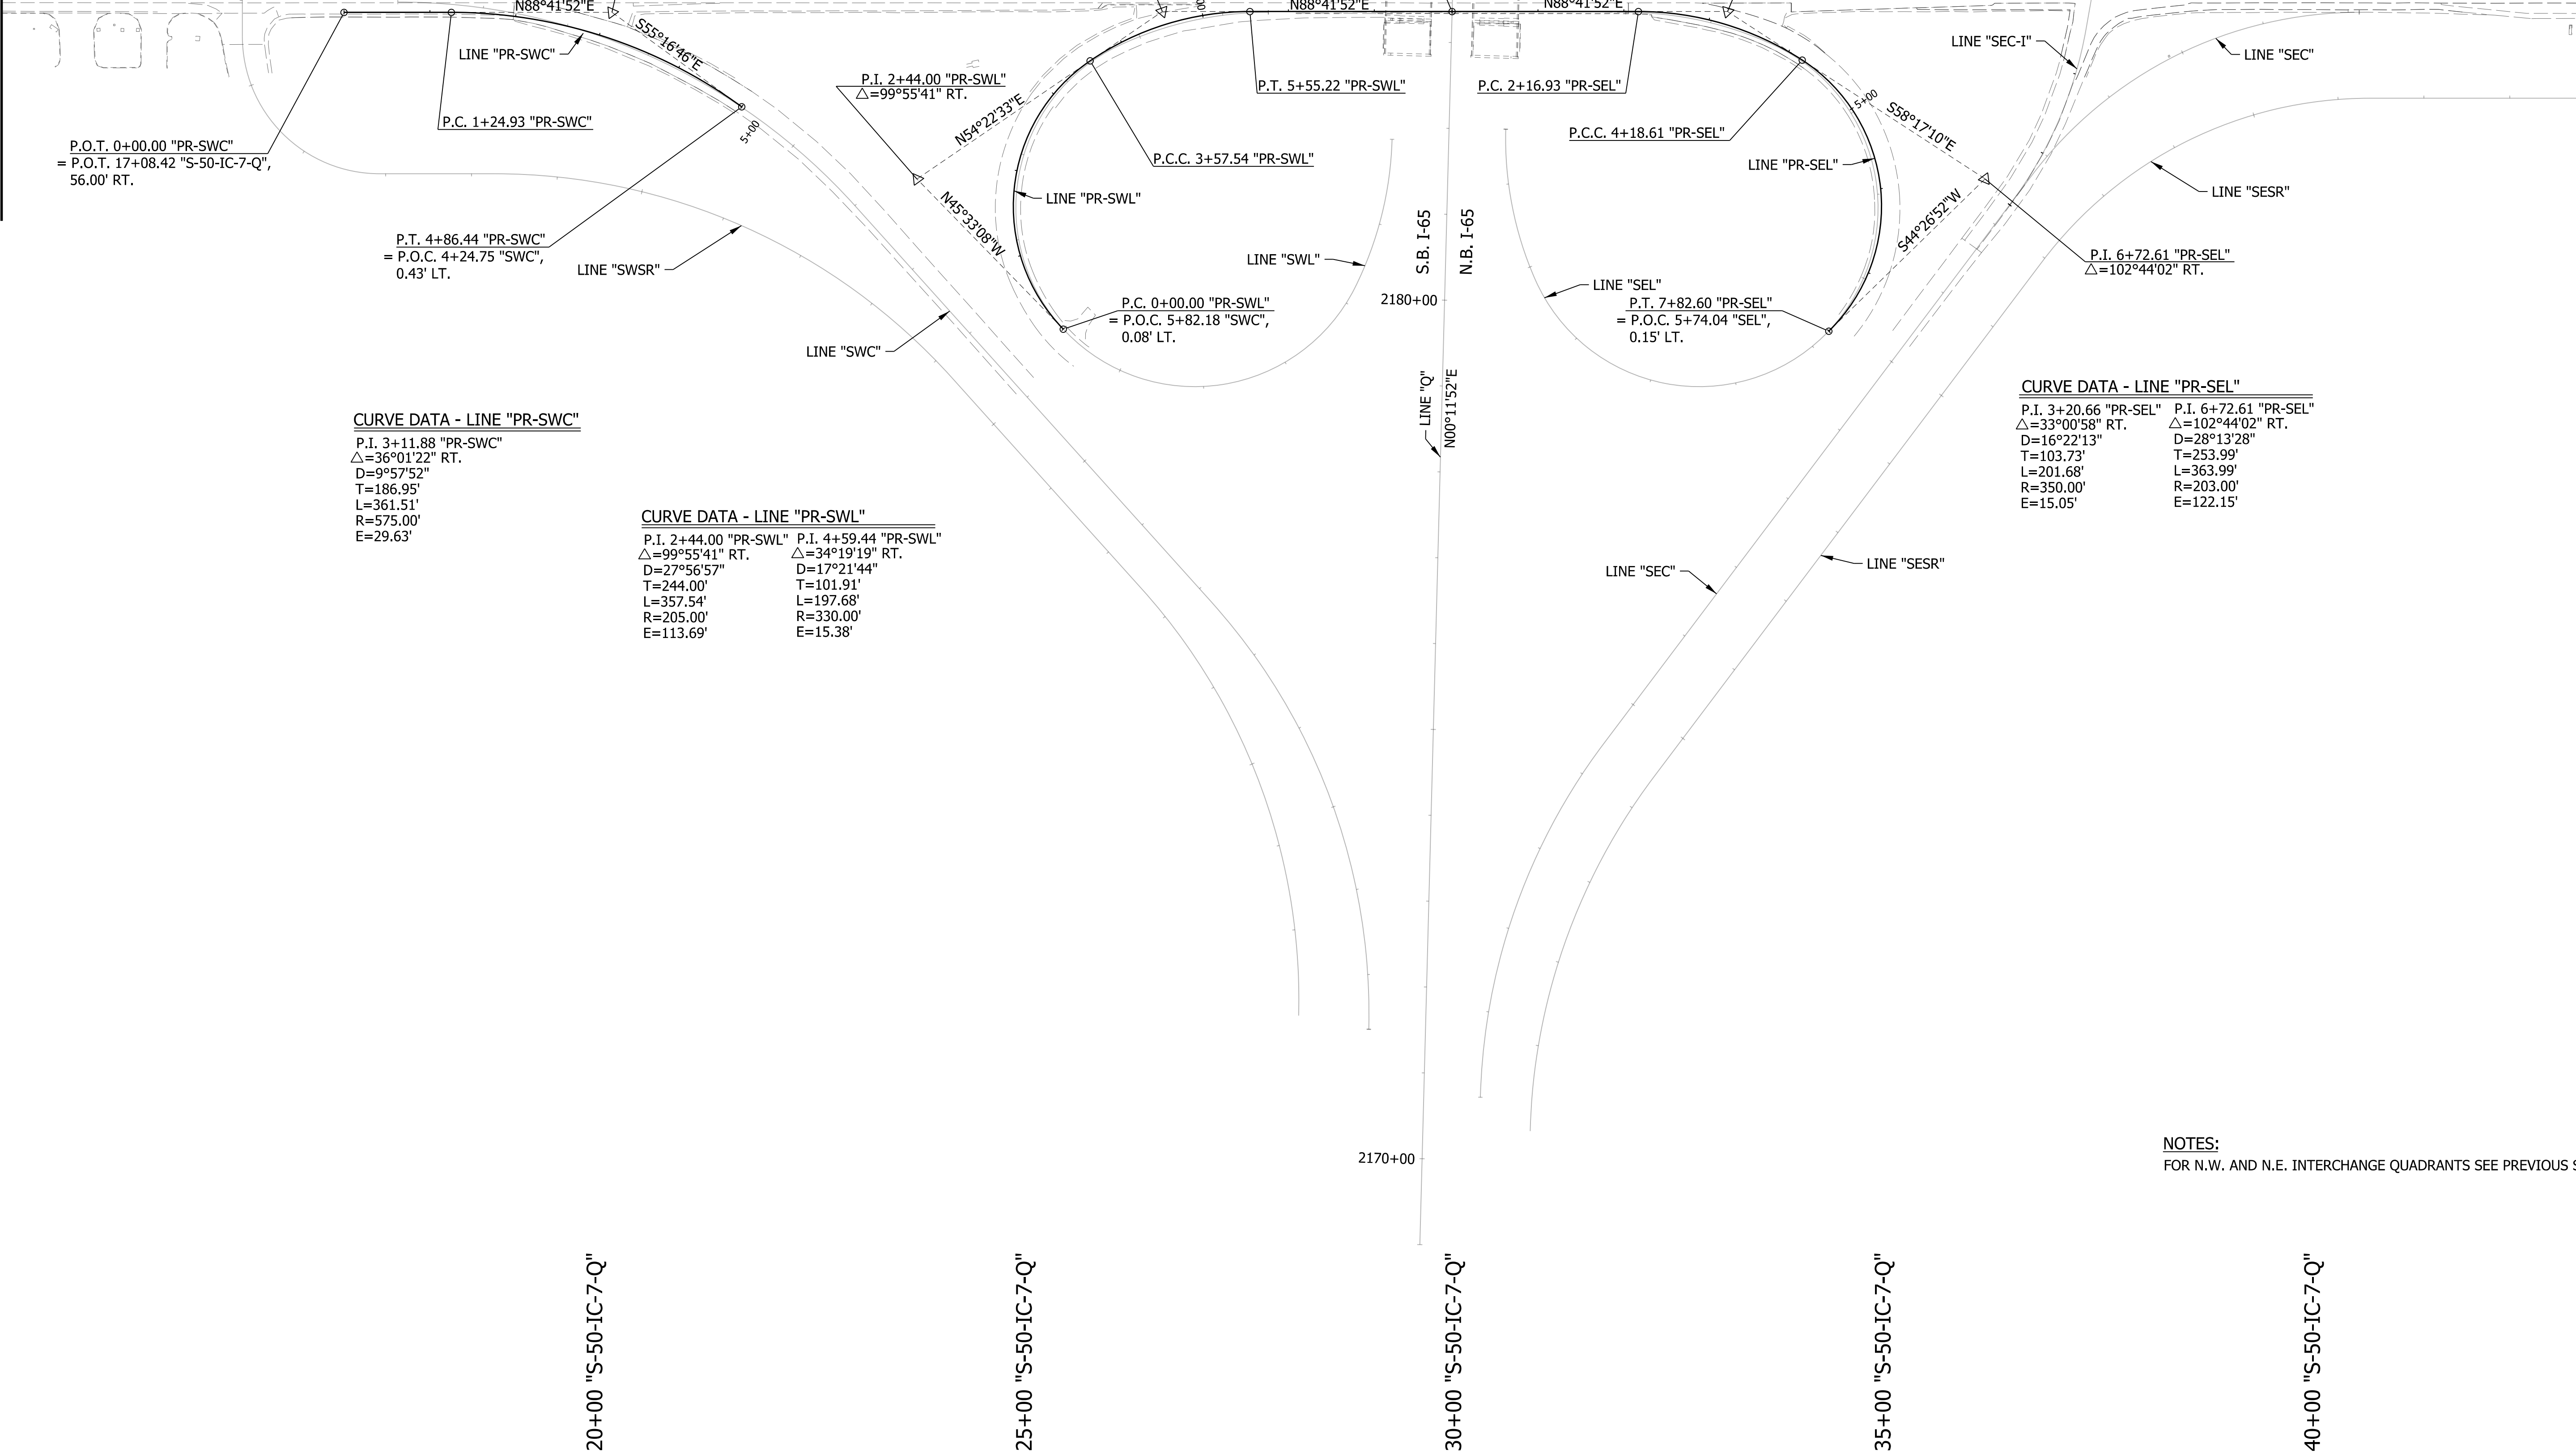 N88°41'52"E
N88°41'52"E
N88°41'52"E
S55°16'46"E
LINE "PR-SWC"
P.C. 1+24.93 "PR-SWC"
5+00
P.O.T. 0+00.00 "PR-SWC"
= P.O.T. 17+08.42 "S-50-IC-7-Q",
56.00' RT.
P.T. 4+86.44 "PR-SWC"
= P.O.C. 4+24.75 "SWC",
0.43' LT.
LINE "SWSR"
LINE "SWC"
P.I. 2+44.00 "PR-SWL"
△=99°55'41" RT.
N54°22'33"E
N45°33'08"W
P.T. 5+55.22 "PR-SWL"
P.C.C. 3+57.54 "PR-SWL"
LINE "PR-SWL"
LINE "SWL"
P.C. 0+00.00 "PR-SWL"
= P.O.C. 5+82.18 "SWC",
0.08' LT.
S.B. I-65
N.B. I-65
2180+00
LINE "Q"
N00°11'52"E
P.C. 2+16.93 "PR-SEL"
P.C.C. 4+18.61 "PR-SEL"
5+00
S58°17'10"E
LINE "PR-SEL"
S44°26'52"W
LINE "SEL"
P.T. 7+82.60 "PR-SEL"
= P.O.C. 5+74.04 "SEL",
0.15' LT.
LINE "SEC-I"
LINE "SEC"
LINE "SESR"
P.I. 6+72.61 "PR-SEL"
△=102°44'02" RT.
CURVE DATA - LINE "PR-SWC"
P.I. 3+11.88 "PR-SWC"
△=36°01'22" RT.
D=9°57'52"
T=186.95'
L=361.51'
R=575.00'
E=29.63'
CURVE DATA - LINE "PR-SWL"
P.I. 2+44.00 "PR-SWL" P.I. 4+59.44 "PR-SWL"
△=99°55'41" RT. △=34°19'19" RT.
D=27°56'57" D=17°21'44"
T=244.00' T=101.91'
L=357.54' L=197.68'
R=205.00' R=330.00'
E=113.69' E=15.38'
CURVE DATA - LINE "PR-SEL"
P.I. 3+20.66 "PR-SEL" P.I. 6+72.61 "PR-SEL"
△=33°00'58" RT. △=102°44'02" RT.
D=16°22'13" D=28°13'28"
T=103.73' T=253.99'
L=201.68' L=363.99'
R=350.00' R=203.00'
E=15.05' E=122.15'
LINE "SEC"
LINE "SESR"
2170+00
NOTES:
FOR N.W. AND N.E. INTERCHANGE QUADRANTS SEE PREVIOUS
20+00 "S-50-IC-7-Q"
25+00 "S-50-IC-7-Q"
30+00 "S-50-IC-7-Q"
35+00 "S-50-IC-7-Q"
40+00 "S-50-IC-7-Q"